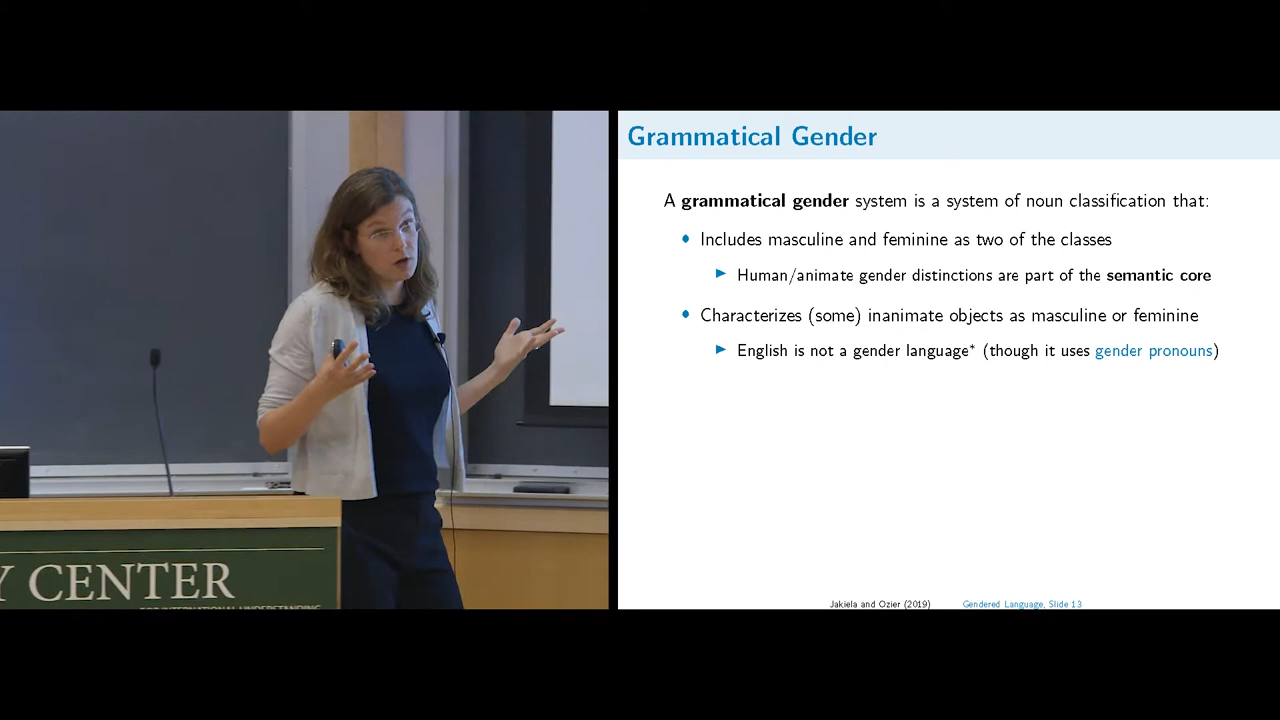 Grammatical Gender
A grammatical gender system is a system of noun classification that:
Includes masculine and feminine as two of the classes
Human/animate gender distinctions are part of the semantic core
Characterizes (some) inanimate objects as masculine or feminine
English is not a gender language* (though it uses gender pronouns)
Jakiela and Ozier (2019) Gendered Language, Slide 13
Y CENTER
FOR INTERNATIONAL UNDERSTANDING